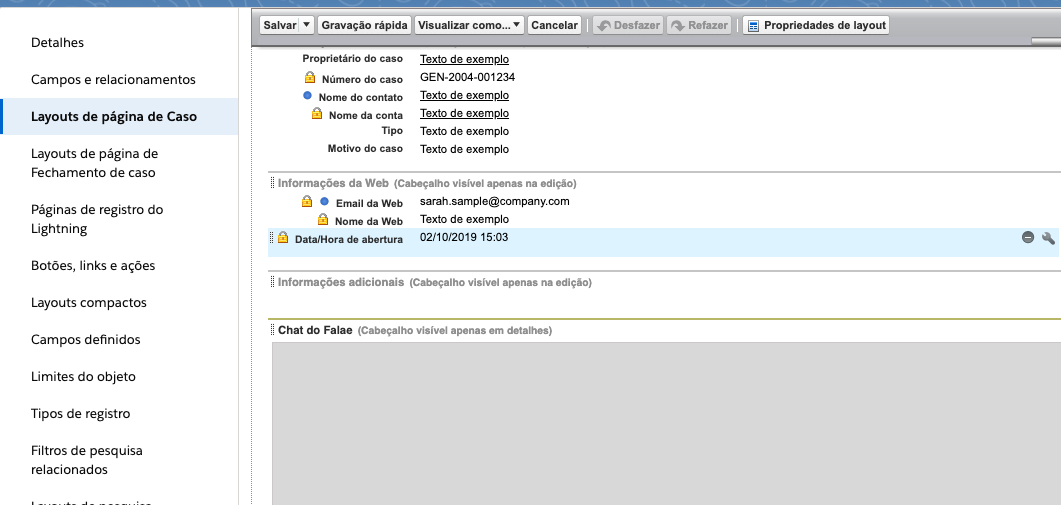 Salvar Gravação rápida Visualizar como... Cancelar Desfazer Refazer Propriedades de layout
Detalhes
Campos e relacionamentos
Layouts de página de Caso
Layouts de página de
Fechamento de caso
Páginas de registro do
Lightning
Botões, links e ações
Layouts compactos
Campos definidos
Limites do objeto
Tipos de registro
Filtros de pesquisa
relacionados
Proprietário do caso Texto de exemplo
Número do caso GEN-2004-001234
Nome do contato Texto de exemplo
Nome da conta Texto de exemplo
Tipo Texto de exemplo
Motivo do caso Texto de exemplo
Informações da Web (Cabeçalho visível apenas na edição)
Email da Web sarah.sample@company.com
Nome da Web Texto de exemplo
Data/Hora de abertura 02/10/2019 15:03
Informações adicionais (Cabeçalho visível apenas na edição)
Chat do Falae (Cabeçalho visível apenas em detalhes)